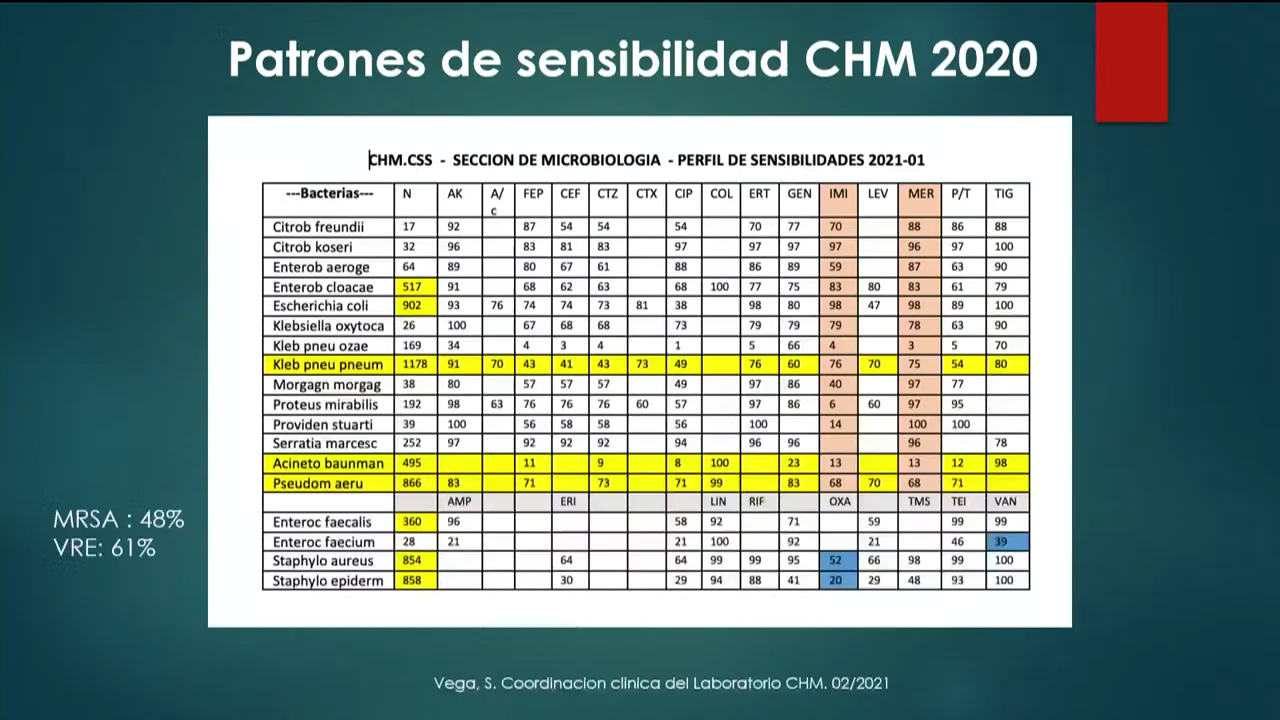 Patrones de sensibilidad CHM 2020
CHM.CSS - SECCION DE MICROBIOLOGIA - PERFIL DE SENSIBILIDADES 2021-01
---Bacterias--- N AK A/c FEP CEF CTZ CTX CIP COL ERT GEN IMI LEV MER P/T TIG
Citrob freundii 17 92 87 54 54 54 70 77 70 88 86 88
Citrob koseri 32 96 83 81 83 97 97 97 97 96 97 100
Enterob aeroge 64 89 80 67 61 88 86 89 59 87 63 90
Enterob cloacae 517 91 68 62 63 68 100 77 75 83 80 83 61 79
Escherichia coli 902 93 76 74 74 73 81 38 98 80 98 47 98 89 100
Klebsiella oxytoca 26 100 67 68 68 73 79 79 79 78 63 90
Kleb pneu ozae 169 34 4 3 4 1 5 66 4 3 5 70
Kleb pneu pneum 1178 91 70 43 41 43 73 49 76 60 76 70 75 54 80
Morgagn morgag 38 80 57 57 57 49 97 86 40 97 77
Proteus mirabilis 192 98 63 76 76 76 60 57 97 86 6 60 97 95
Providen stuarti 39 100 56 58 58 56 100 14 100 100
Serratia marcesc 252 97 92 92 92 94 96 96 96 78
Acineto baunman 495 11 9 8 100 23 13 13 12 98
Pseudom aeru 866 83 71 73 71 99 83 68 70 68 71
AMP ERI LIN RIF OXA TMS TEI VAN
Enteroc faecalis 360 96 58 92 71 59 99 99
Enteroc faecium 28 21 21 100 92 21 46 39
Staphylo aureus 854 64 64 99 99 95 52 66 98 99 100
Staphylo epiderm 858 30 29 94 88 41 20 29 48 93 100
MRSA : 48%
VRE: 61%
Vega, S. Coordinacion clinica del Laboratorio CHM. 02/2021